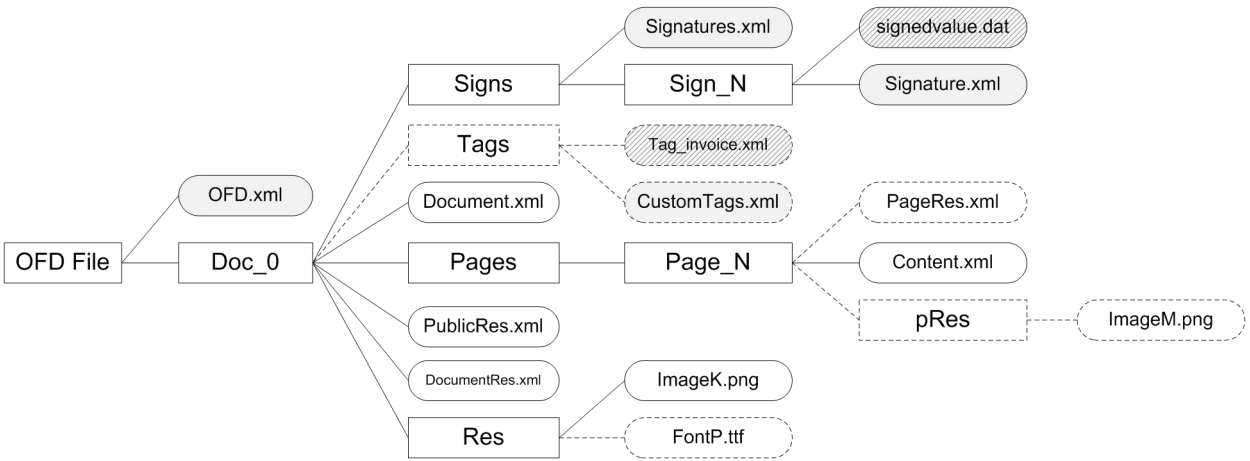 Signatures.xml
signedvalue.dat
Signs
Sign_N
Signature.xml
Tags
Tag_invoice.xml
OFD.xml
Document.xml
CustomTags.xml
PageRes.xml
OFD File
Doc_0
Pages
Page_N
Content.xml
PublicRes.xml
pRes
ImageM.png
DocumentRes.xml
ImageK.png
Res
FontP.ttf